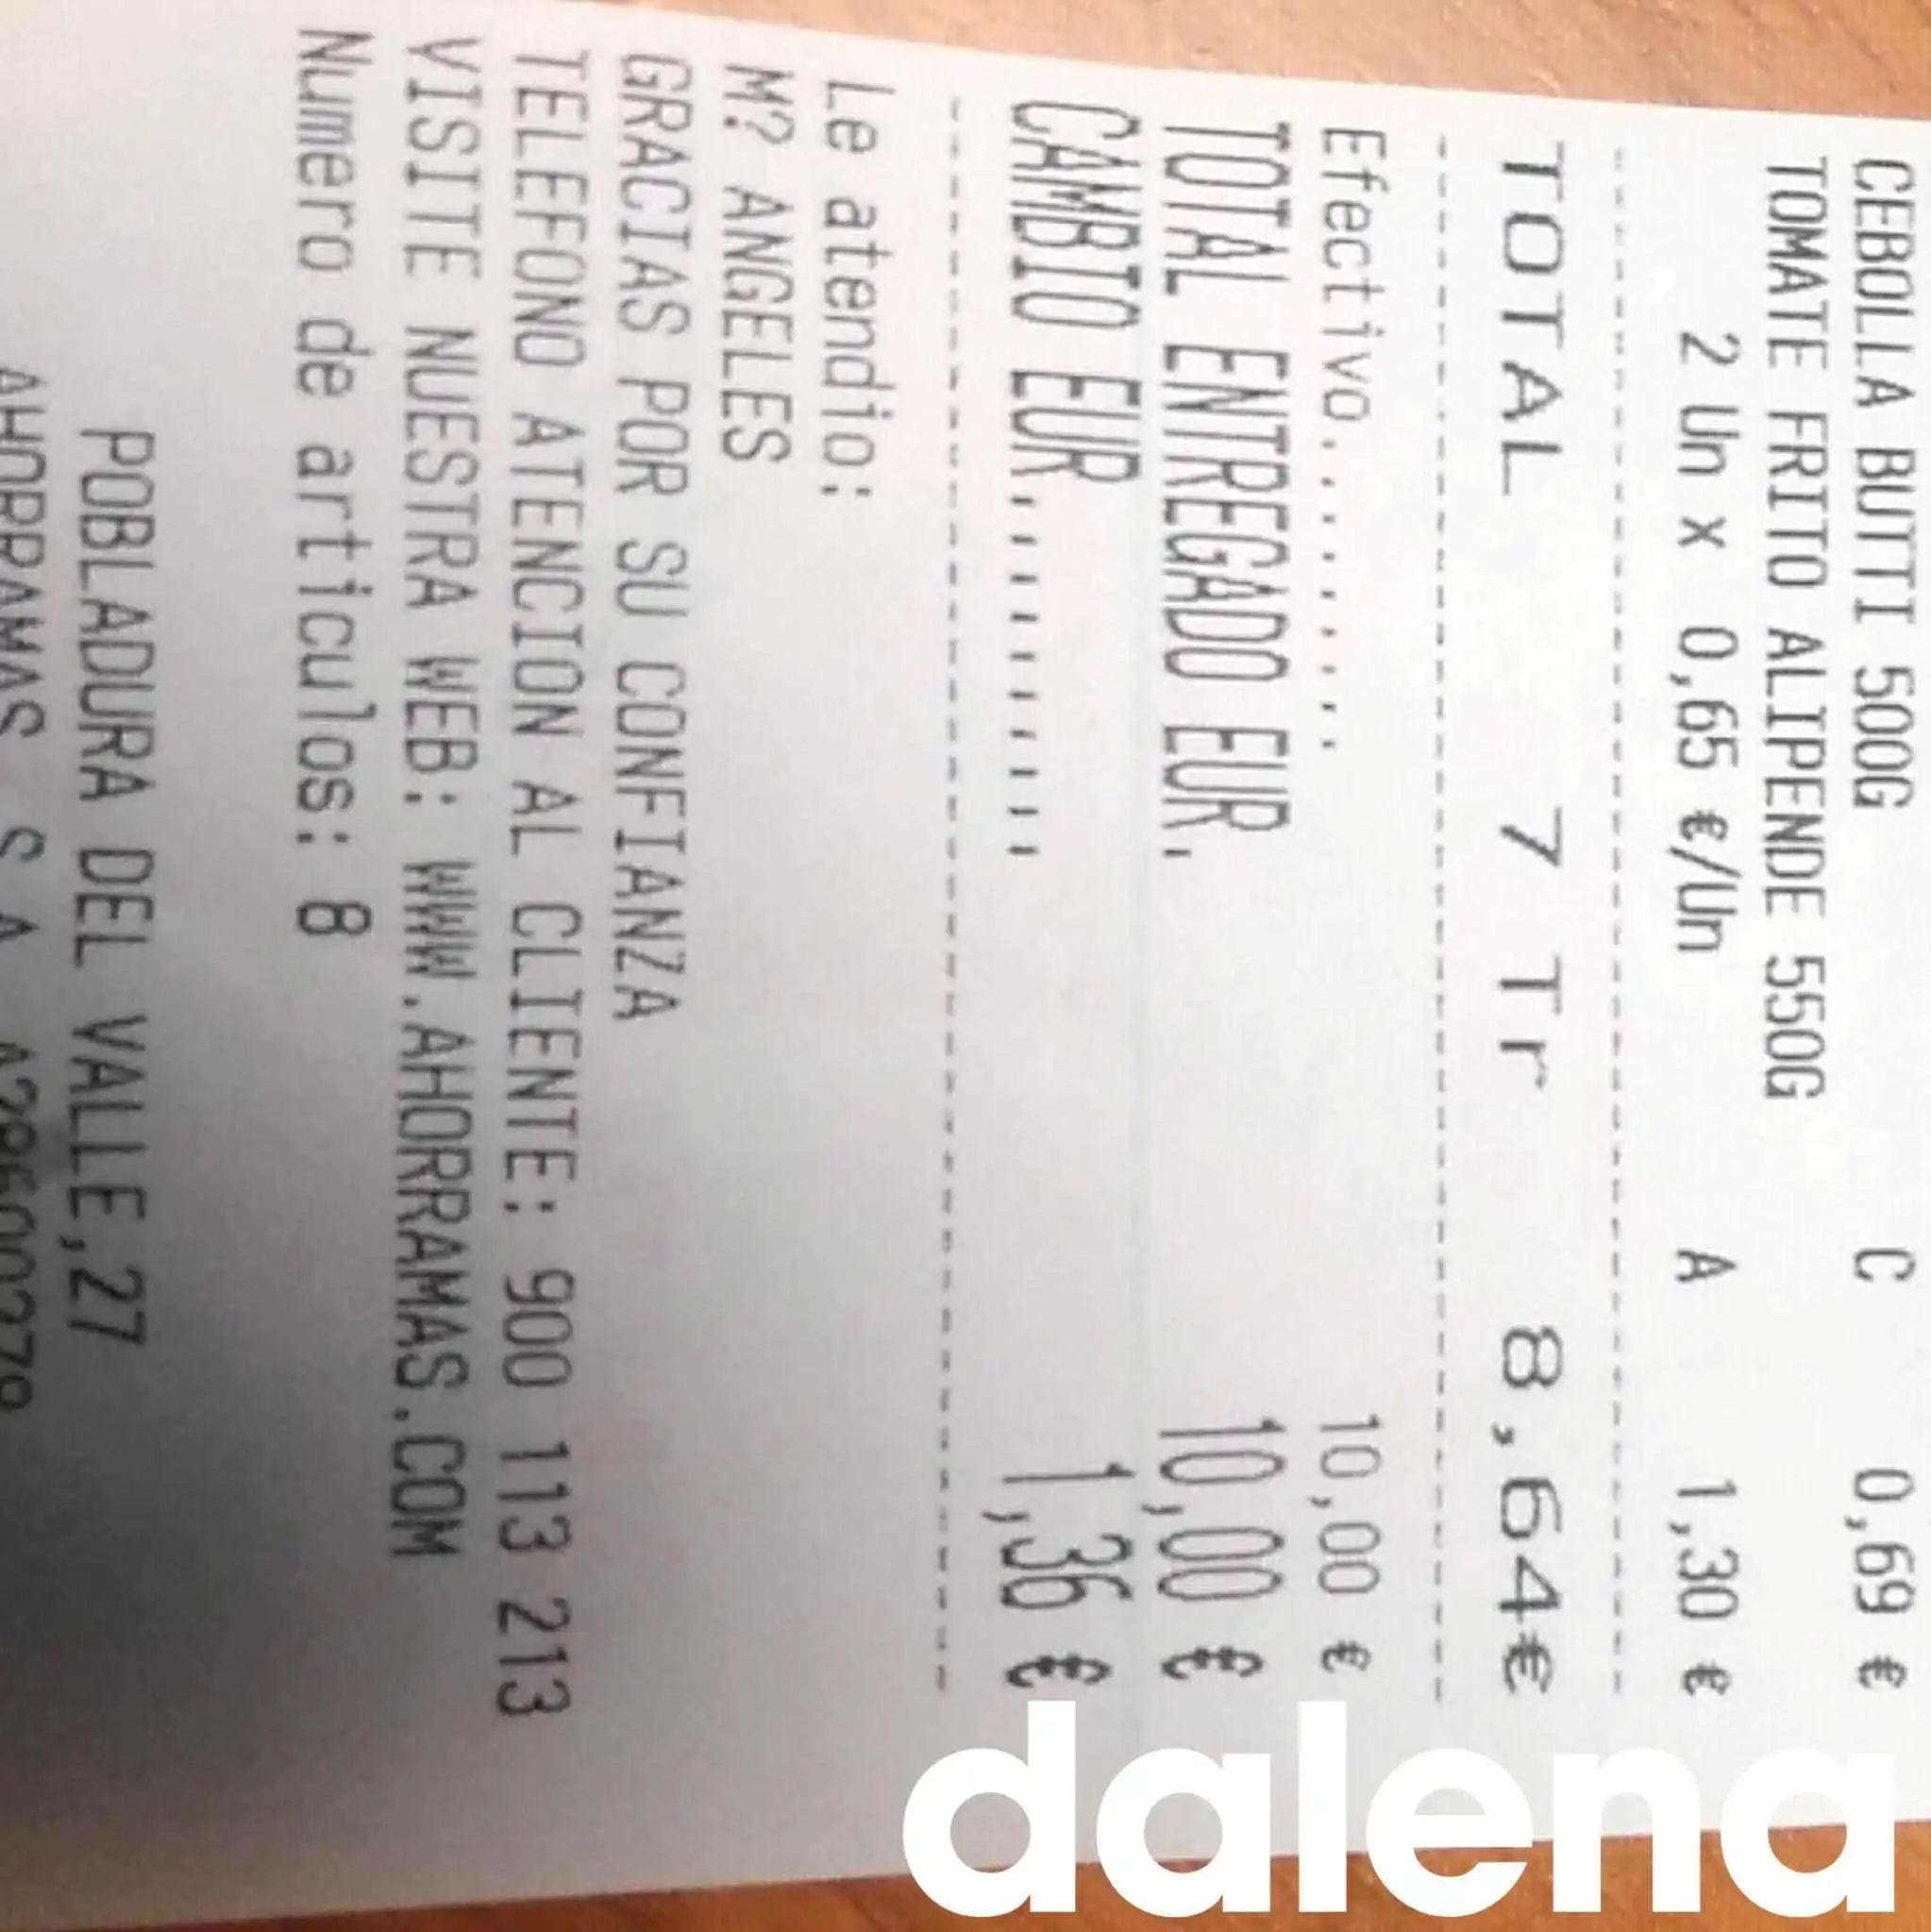 CEBOLLA BUTTI 500G C 0,69 €
TOMATE FRITO ALIPENDE 550G
2 Un x 0,65 €/Un A 1,30 €
TOTAL 7 Tr 8,64€
Efectivo.......... 10,00 €
TOTAL ENTREGADO EUR. 10,00 €
CAMBIO EUR.......... 1,36 €
Le atendio:
M? ANGELES
GRACIAS POR SU CONFIANZA
TELEFONO ATENCION AL CLIENTE: 900 113 213
VISITE NUESTRA WEB: WWW.AHORRAMAS.COM
Numero de articulos: 8
POBLADURA DEL VALLE,27
AHORRAMAS S.A.
dalena